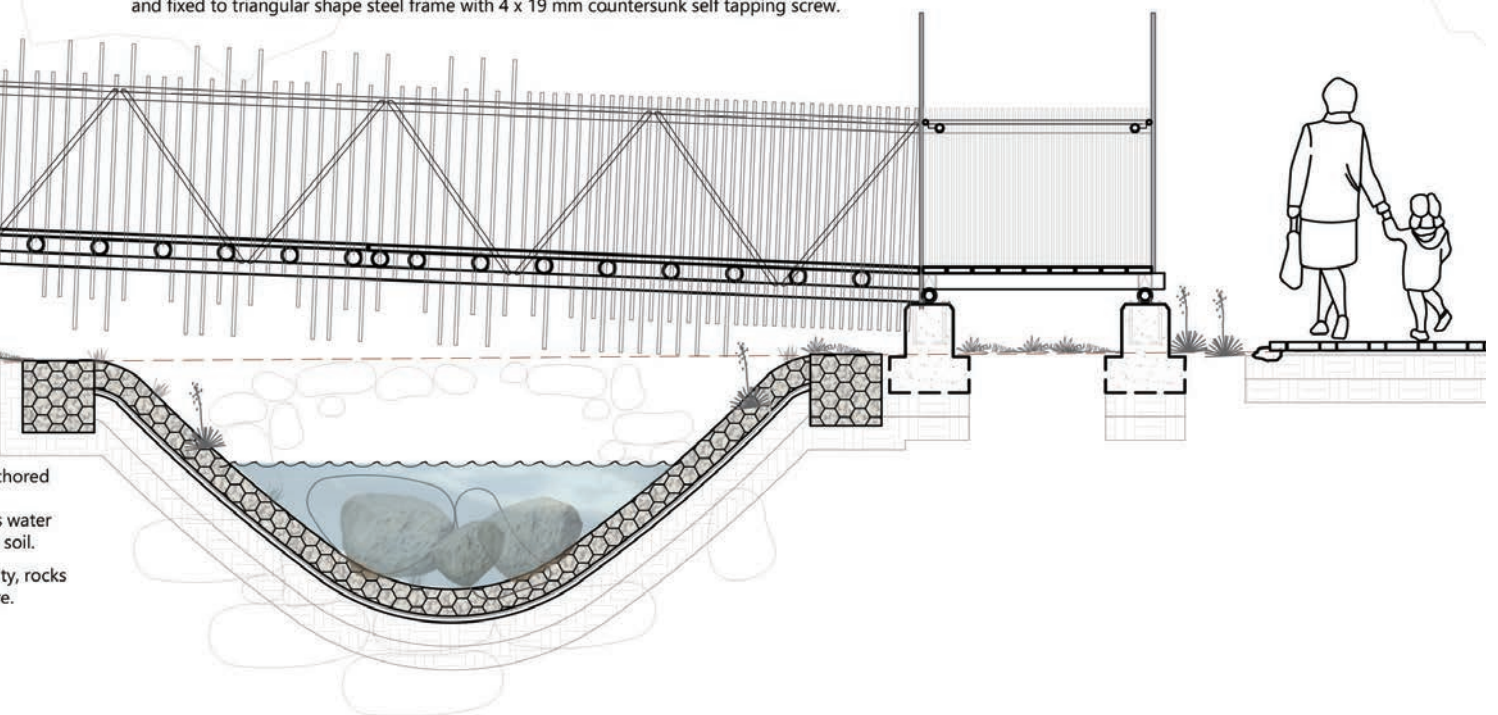 and fixed to triangular shape steel frame with 4 x 19 mm countersunk self tapping screw.
hored
s water
soil.
ty, rocks
e.